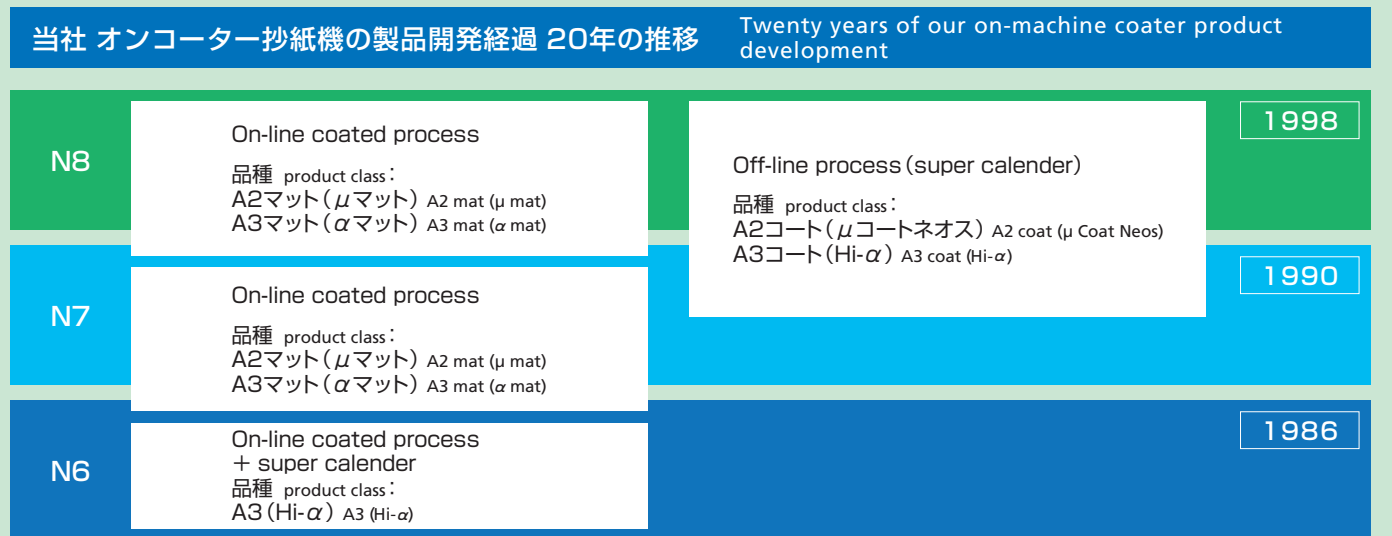 当社 オンコーター抄紙機の製品開発経過 20年の推移
Twenty years of our on-machine coater product
development
N8
On-line coated process
品種 product class：
A2マット（μマット） A2 mat (μ mat)
A3マット（αマット） A3 mat (α mat)
Off-line process（super calender）
品種 product class：
A2コート（μコートネオス） A2 coat (μ Coat Neos)
A3コート（Hi-α） A3 coat (Hi-α)
1998
N7
On-line coated process
品種 product class：
A2マット（μマット） A2 mat (μ mat)
A3マット（αマット） A3 mat (α mat)
1990
N6
On-line coated process
＋ super calender
品種 product class：
A3（Hi-α） A3 (Hi-α)
1986